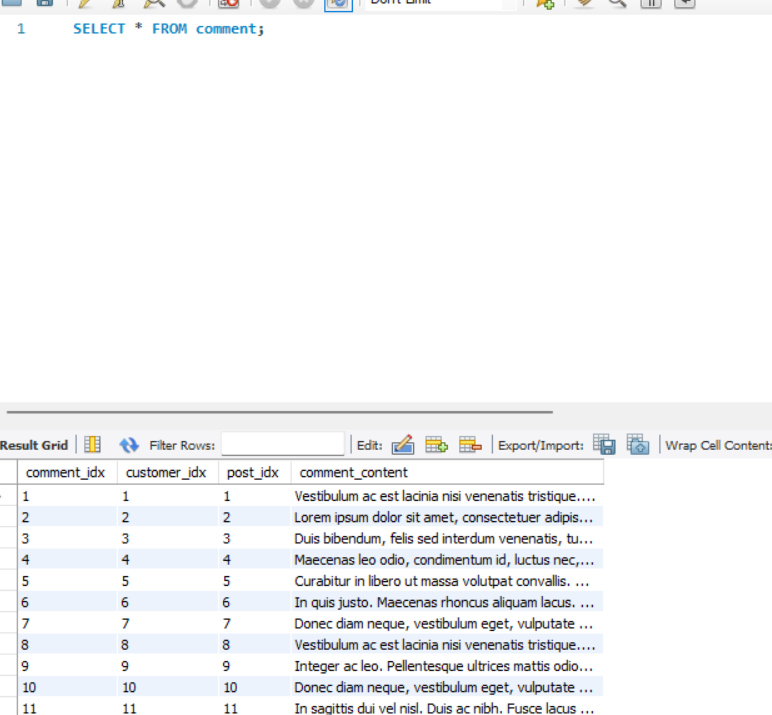 Don't Limit
1 SELECT * FROM comment;
Result Grid Filter Rows: Edit: Export/Import: Wrap Cell Content:
comment_idx customer_idx post_idx comment_content
1 1 1 Vestibulum ac est lacinia nisi venenatis tristique....
2 2 2 Lorem ipsum dolor sit amet, consectetuer adipis...
3 3 3 Duis bibendum, felis sed interdum venenatis, tu...
4 4 4 Maecenas leo odio, condimentum id, luctus nec,...
5 5 5 Curabitur in libero ut massa volutpat convallis. ...
6 6 6 In quis justo. Maecenas rhoncus aliquam lacus. ...
7 7 7 Donec diam neque, vestibulum eget, vulputate ...
8 8 8 Vestibulum ac est lacinia nisi venenatis tristique....
9 9 9 Integer ac leo. Pellentesque ultrices mattis odio...
10 10 10 Donec diam neque, vestibulum eget, vulputate ...
11 11 11 In sagittis dui vel nisl. Duis ac nibh. Fusce lacus ...